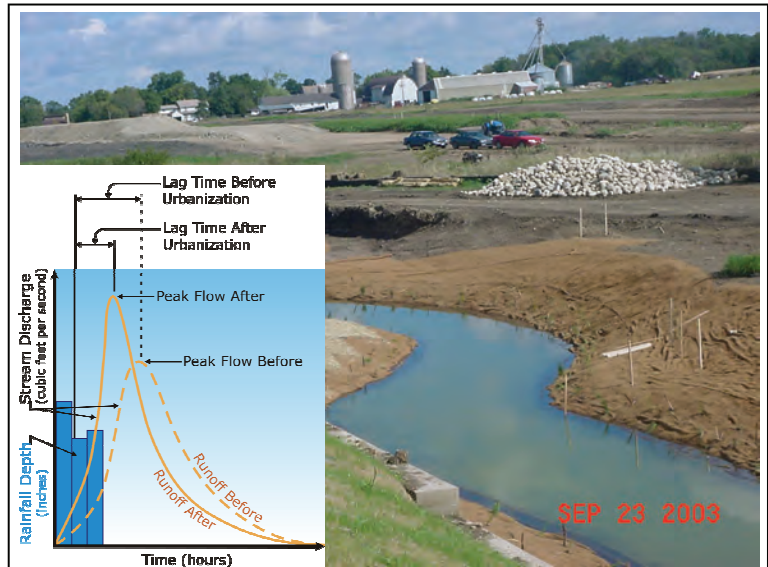 Lag Time Before
Urbanization
Lag Time After
Urbanization
Peak Flow After
Peak Flow Before
Stream Discharge
(cubic feet per second)
Rainfall Depth
(inches)
Runoff Before
Runoff After
Time (hours)
SEP 23 2003